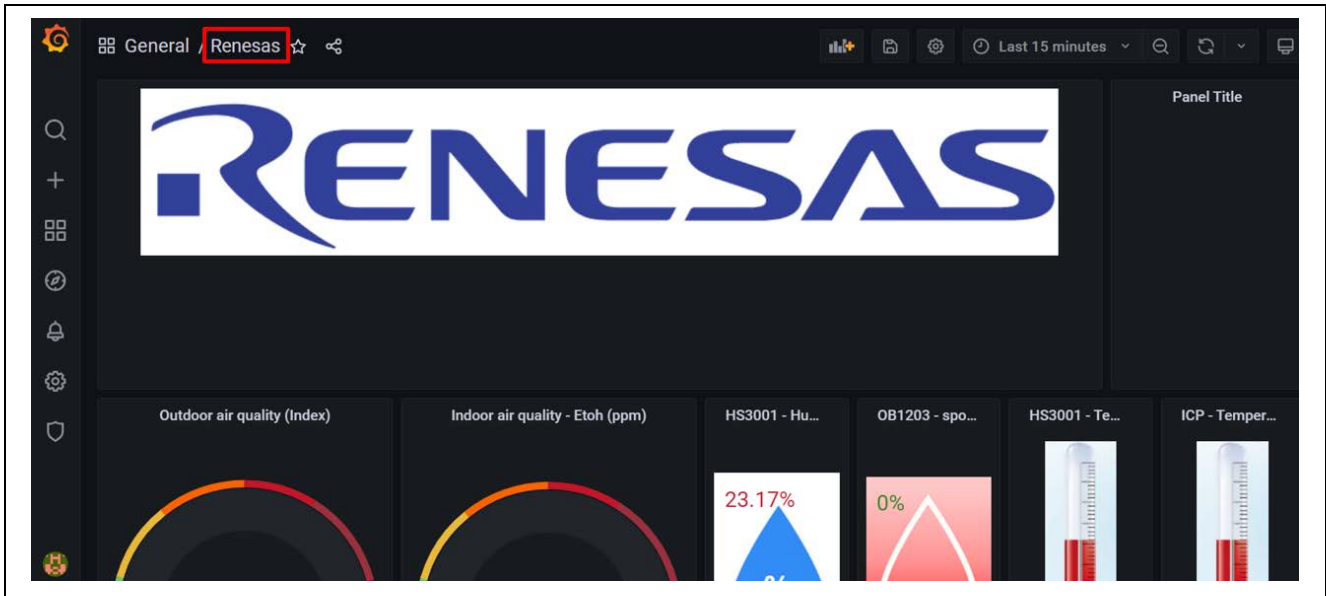 General / Renesas
Last 15 minutes
RENESAS
Panel Title
Outdoor air quality (Index)
Indoor air quality - Etoh (ppm)
HS3001 - Hu...
OB1203 - spo...
HS3001 - Te...
ICP - Temper...
23.17%
0%
%